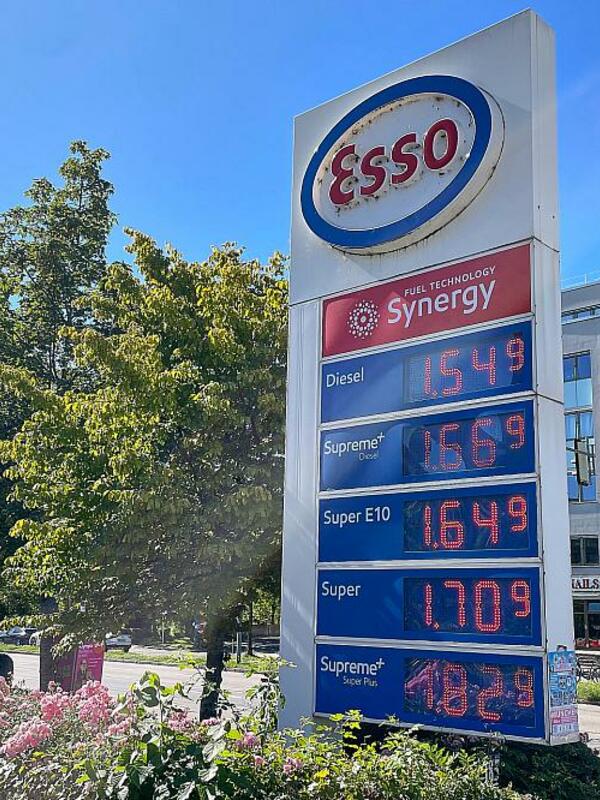 Esso
FUEL TECHNOLOGY
Synergy
Diesel 1.549
Supreme+ 1.669
Diesel
Super E10 1.649
Super 1.709
Supreme+ 1.829
Super Plus
NAILS